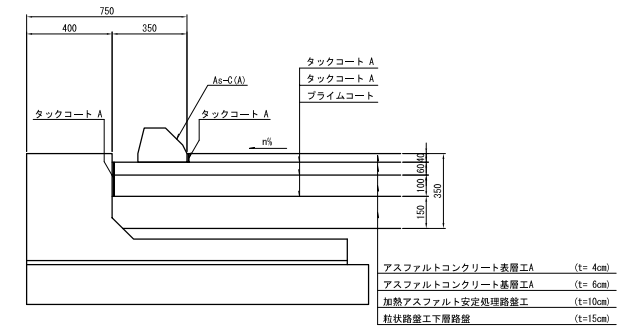 750
400
350
タックコート A
タックコート A
プライムコート
As-C(A)
タックコート A
タックコート A
n%
40
60
100
150
350
アスファルトコンクリート表層工A (t= 4cm)
アスファルトコンクリート基層工A (t= 6cm)
加熱アスファルト安定処理路盤工 (t=10cm)
粒状路盤工下層路盤 (t=15cm)